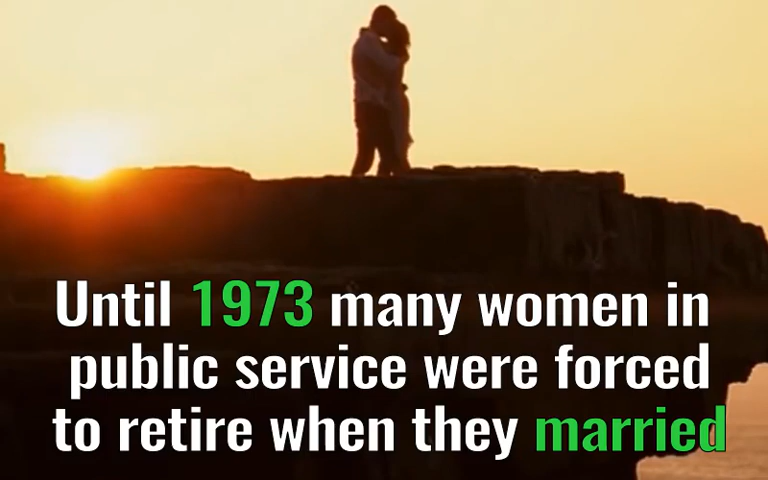 Until 1973 many women in
public service were forced
to retire when they married